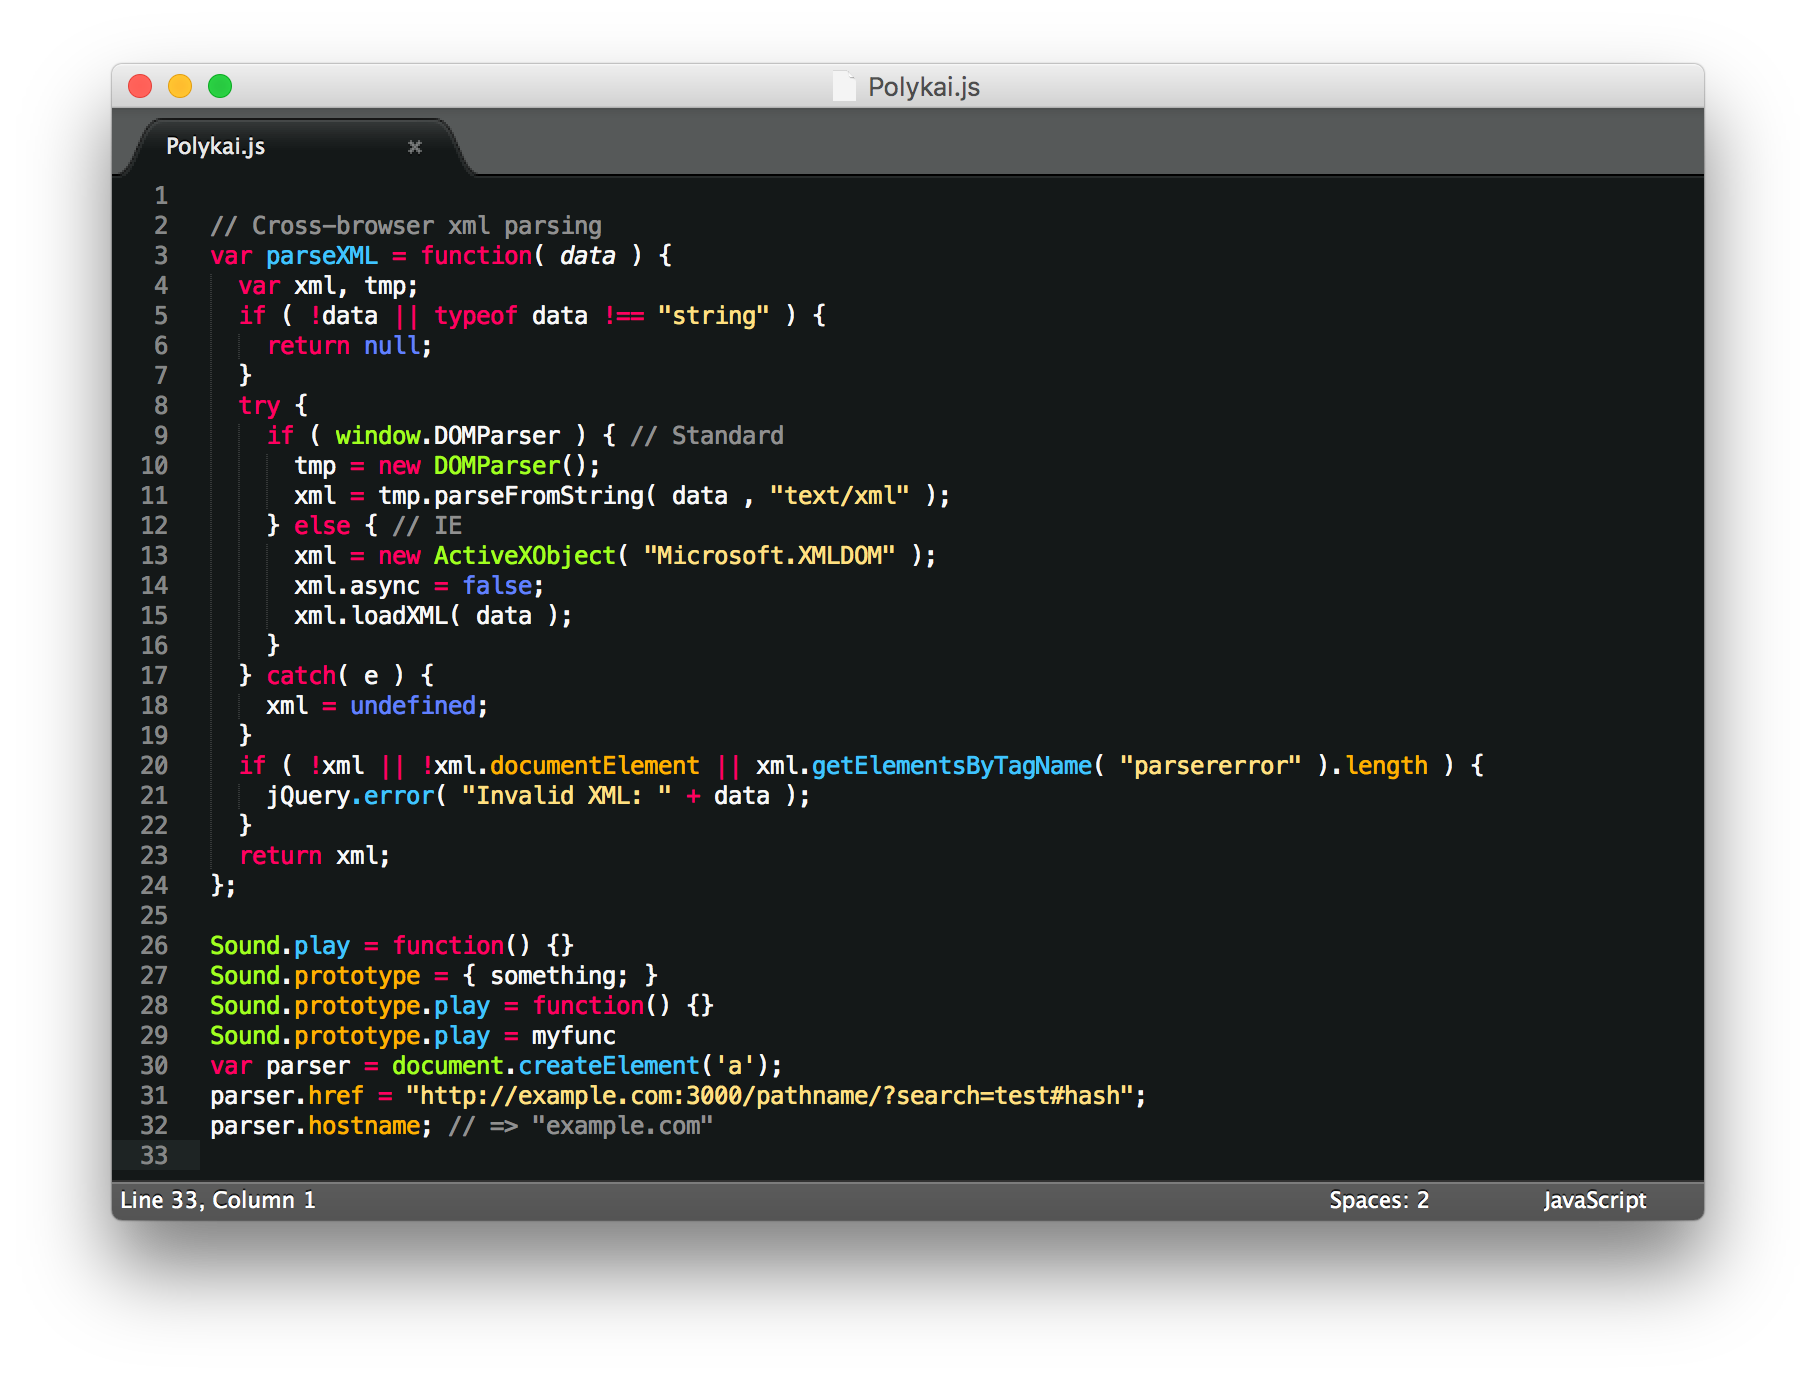 Polykai.js
Polykai.js ×
1
2 // Cross-browser xml parsing
3 var parseXML = function( data ) {
4   var xml, tmp;
5   if ( !data || typeof data !== "string" ) {
6     return null;
7   }
8   try {
9     if ( window.DOMParser ) { // Standard
10       tmp = new DOMParser();
11       xml = tmp.parseFromString( data , "text/xml" );
12     } else { // IE
13       xml = new ActiveXObject( "Microsoft.XMLDOM" );
14       xml.async = false;
15       xml.loadXML( data );
16     }
17   } catch( e ) {
18     xml = undefined;
19   }
20   if ( !xml || !xml.documentElement || xml.getElementsByTagName( "parsererror" ).length ) {
21     jQuery.error( "Invalid XML: " + data );
22   }
23   return xml;
24 };
25
26 Sound.play = function() {}
27 Sound.prototype = { something; }
28 Sound.prototype.play = function() {}
29 Sound.prototype.play = myfunc
30 var parser = document.createElement('a');
31 parser.href = "http://example.com:3000/pathname/?search=test#hash";
32 parser.hostname; // => "example.com"
33
Line 33, Column 1 Spaces: 2 JavaScript